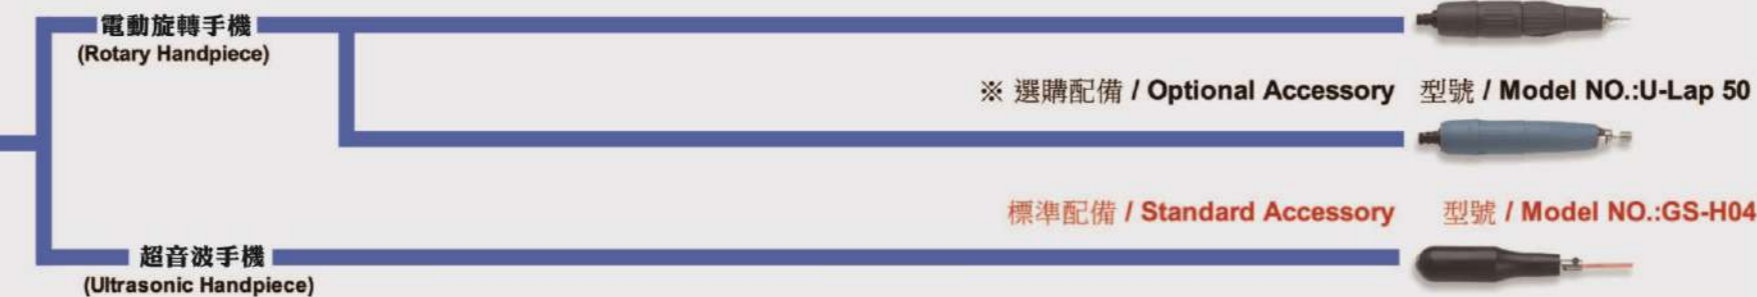 電動旋轉手機
(Rotary Handpiece)
※ 選購配備 / Optional Accessory 型號 / Model NO.:U-Lap 50
標準配備 / Standard Accessory 型號 / Model NO.:GS-H04
超音波手機
(Ultrasonic Handpiece)